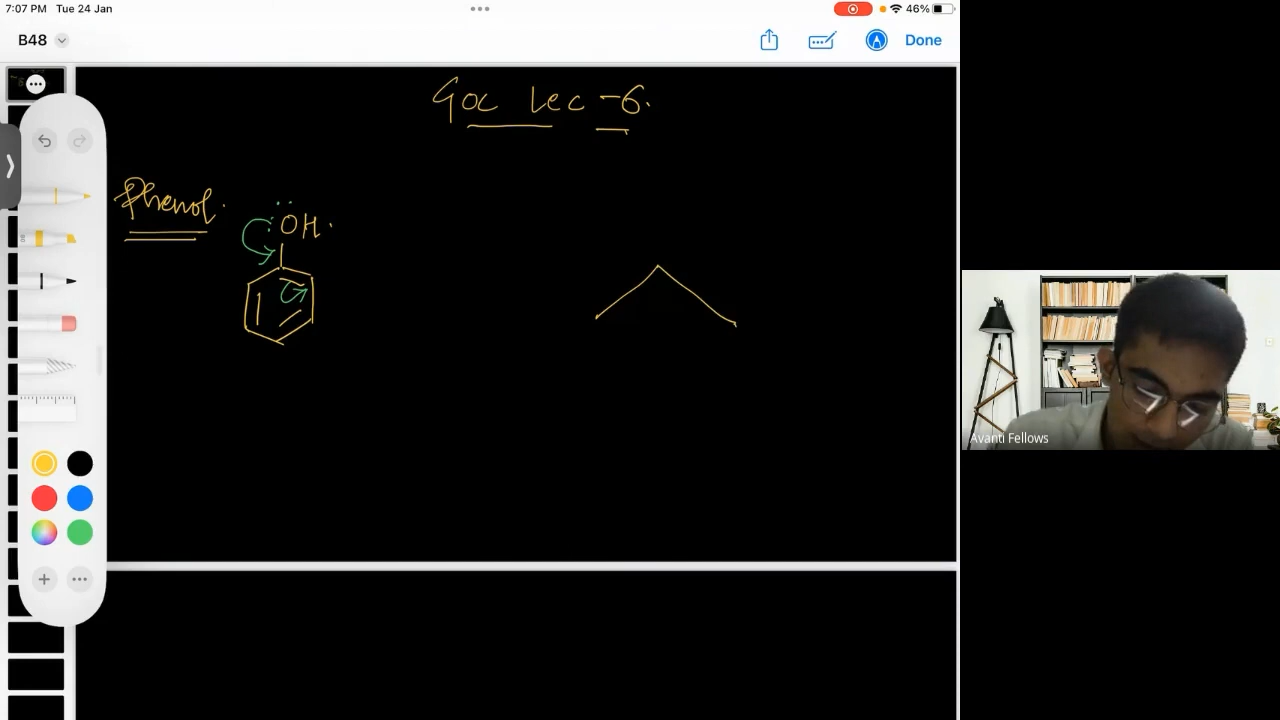 7:07 PM Tue 24 Jan
46%
B48
Done
Goc Lec -6.
Phenol.
:OH.
Avanti Fellows